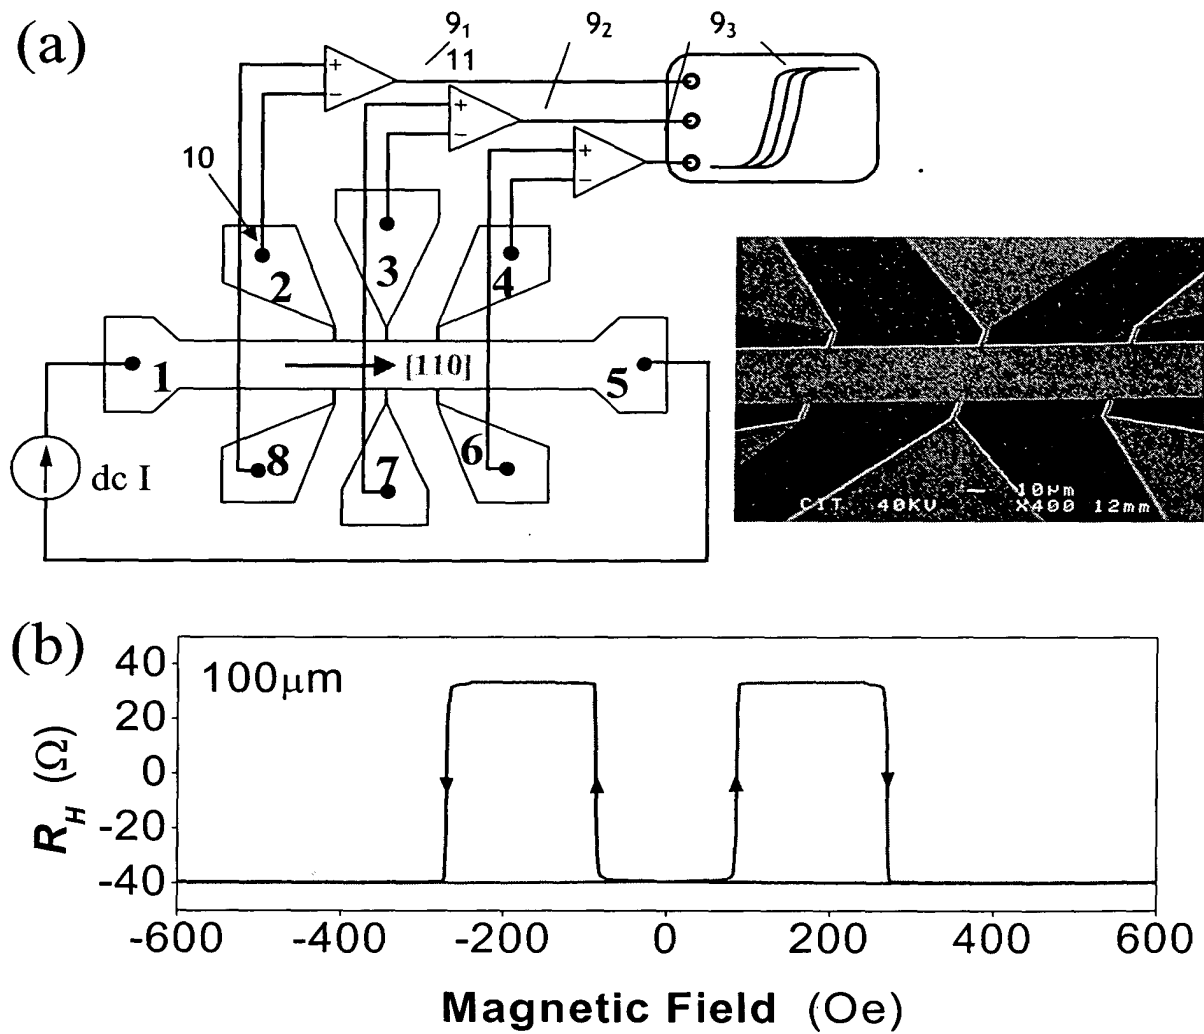 (a)
9₁
11
9₂
9₃
+
−
+
−
+
−
10
2
3
4
1
[110]
5
8
7
6
dc I
10μm
CIT 40KV X400 12mm
(b)
100μm
R_H (Ω)
40
20
0
-20
-40
-600 -400 -200 0 200 400 600
Magnetic Field (Oe)